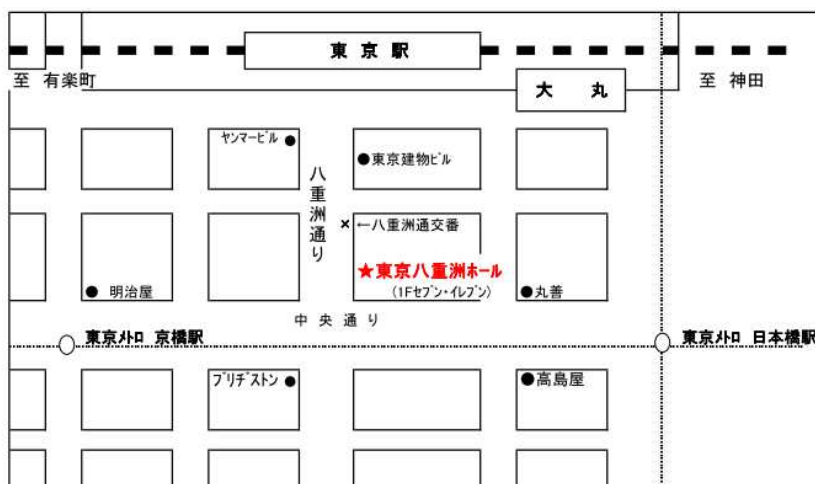 東 京 駅
至 有楽町
大 丸
至 神田
ヤンマービル
●東京建物ビル
八重洲通り
×←八重洲通交番
★東京八重洲ホール
(1Fセブン・イレブン)
明治屋
丸善
中 央 通 り
東京メトロ 京橋駅
東京メトロ 日本橋駅
ブリヂストン
高島屋